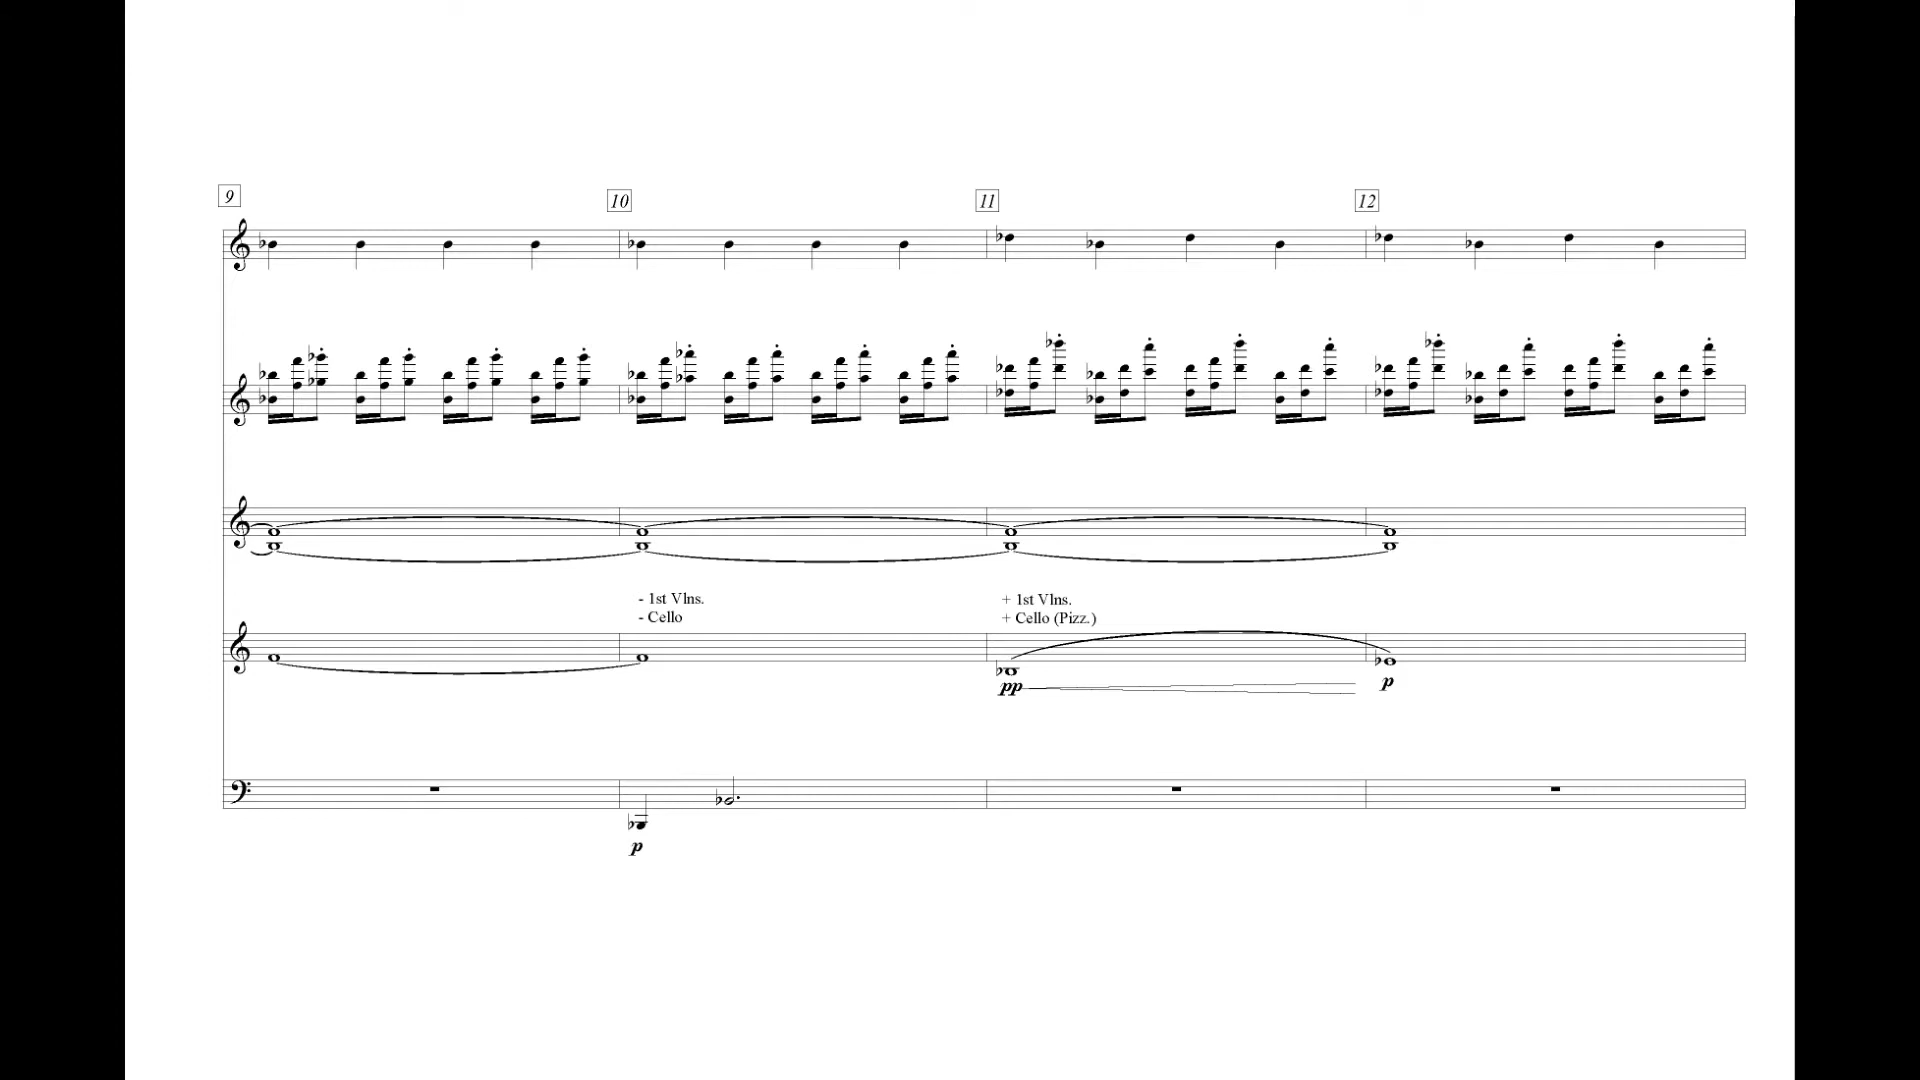 9
10
11
12
- 1st Vlns.
- Cello
+ 1st Vlns.
+ Cello (Pizz.)
pp
p
p